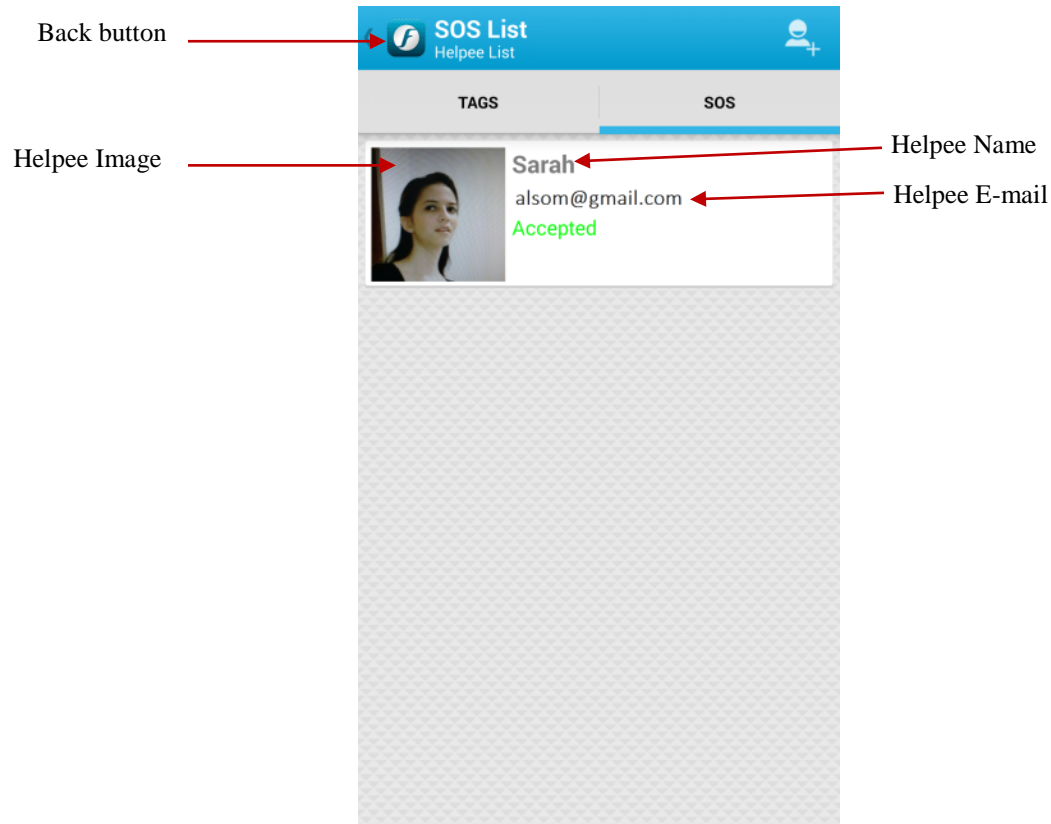 Back button
SOS List
Helpee List
TAGS
SOS
Helpee Image
Sarah
Helpee Name
alsom@gmail.com
Helpee E-mail
Accepted